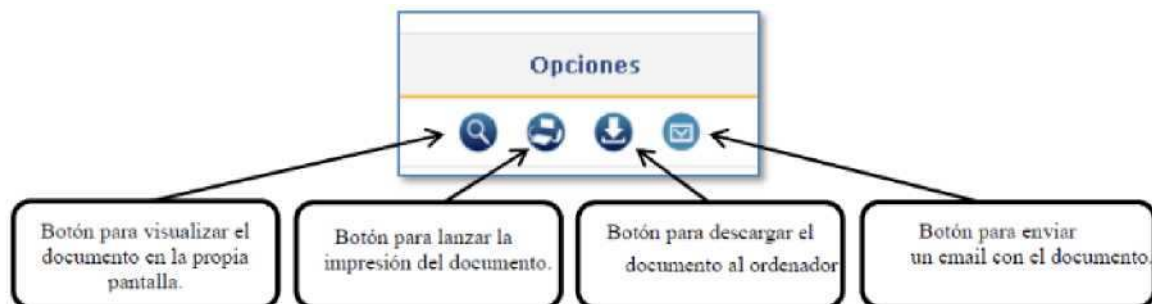 Opciones
Botón para visualizar el
documento en la propia
pantalla.
Botón para lanzar la
impresión del documento.
Botón para descargar el
documento al ordenador
Botón para enviar
un email con el documento.